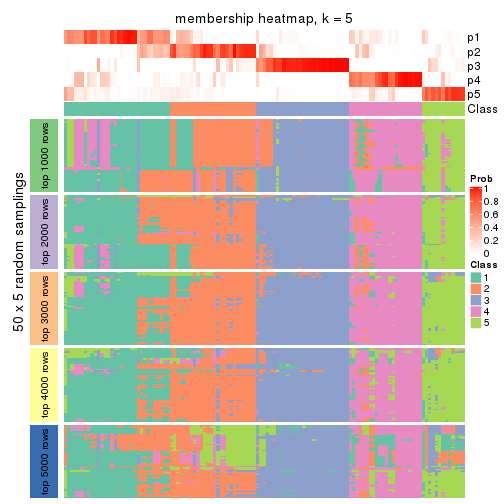 membership heatmap, k = 5
p1
p2
p3
p4
p5
Class
50 x 5 random samplings
top 1000 rows
top 2000 rows
top 3000 rows
top 4000 rows
top 5000 rows
Prob
1
0.8
0.6
0.4
0.2
0
Class
1
2
3
4
5